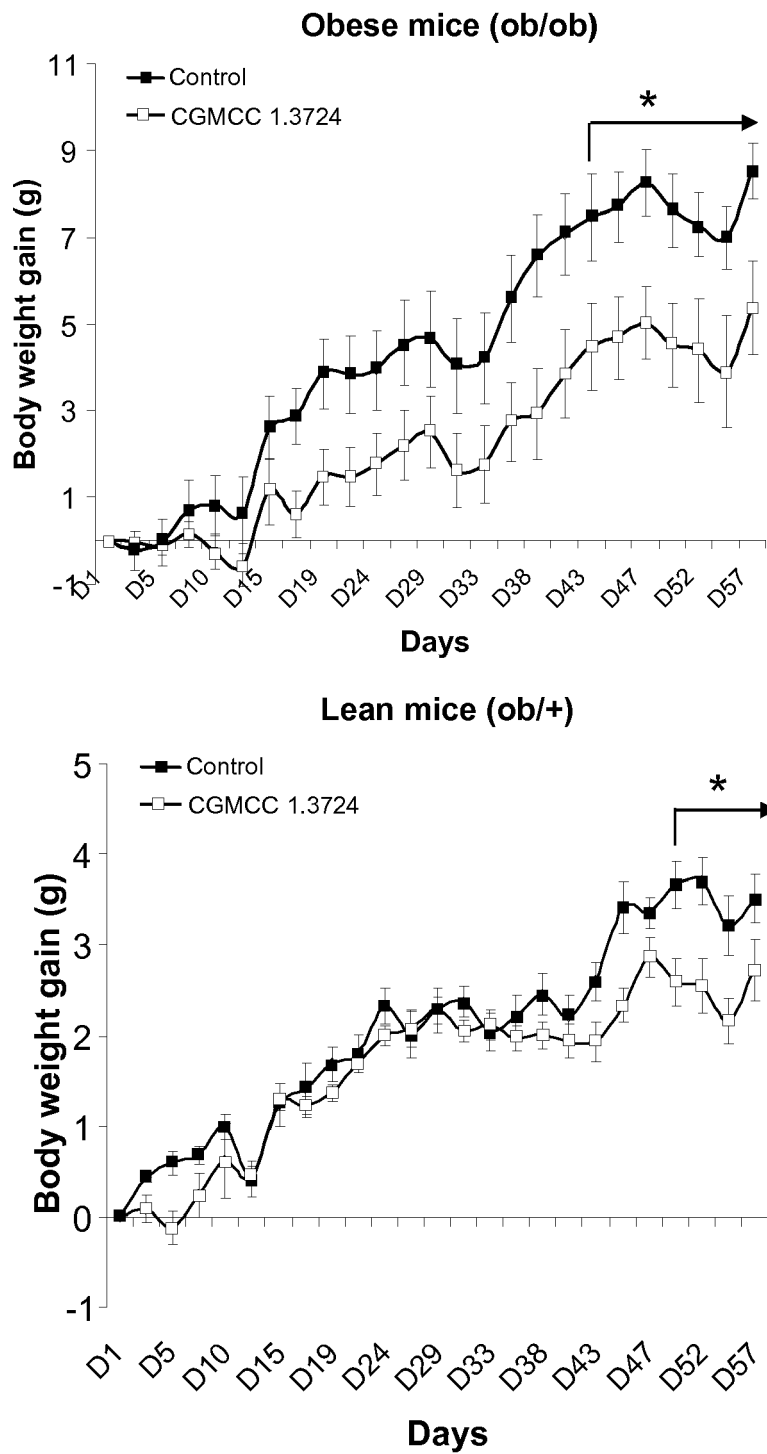 Obese mice (ob/ob)
11
Control
CGMCC 1.3724
*
9
7
5
3
1
-1
Body weight gain (g)
D1
D5
D10
D15
D19
D24
D29
D33
D38
D43
D47
D52
D57
Days
Lean mice (ob/+)
5
Control
CGMCC 1.3724
*
4
3
2
1
0
-1
Body weight gain (g)
D1
D5
D10
D15
D19
D24
D29
D33
D38
D43
D47
D52
D57
Days